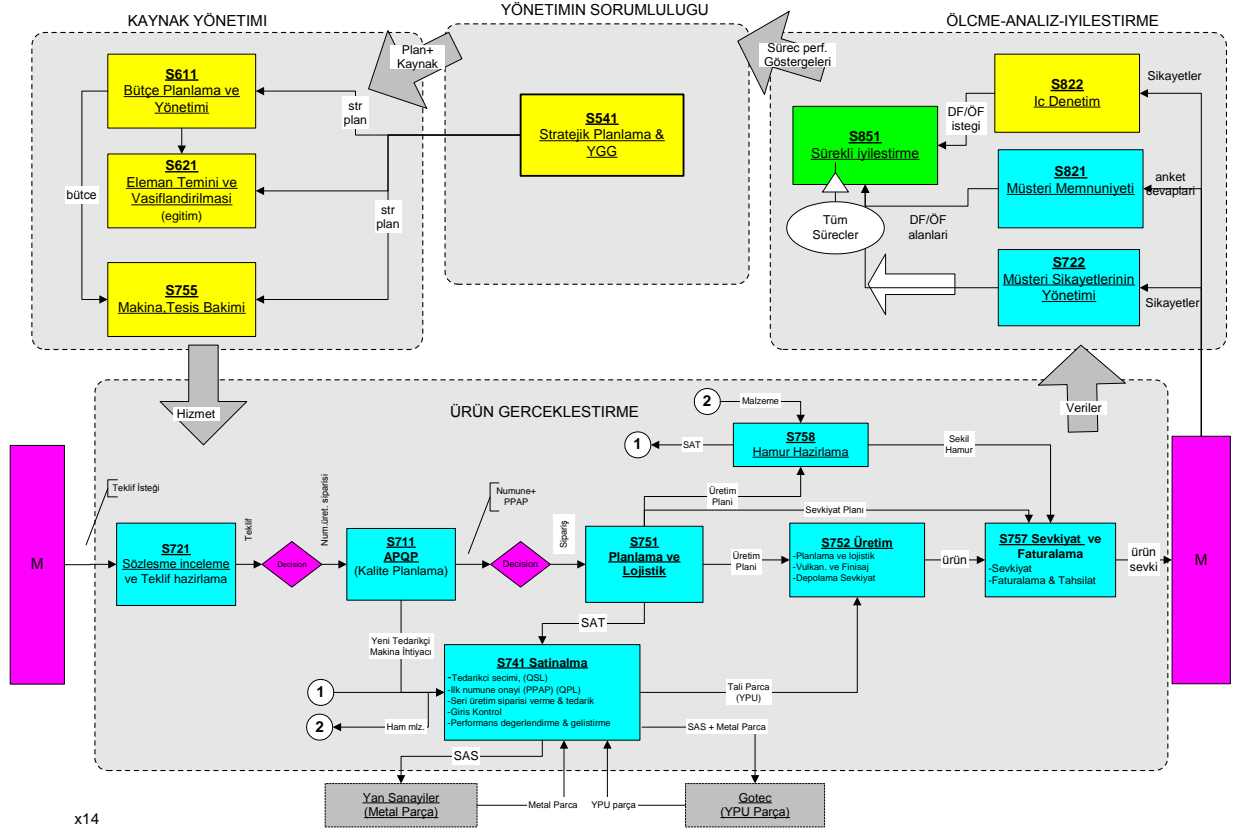 KAYNAK YÖNETIMI
YÖNETIMIN SORUMLULUGU
ÖLCME-ANALIZ-IYILESTIRME
Plan+
Kaynak
Sürec perf.
Göstergeleri
S611
Bütçe Planlama ve
Yönetimi
str
plan
S621
Eleman Temini ve
Vasiflandirilmasi
(egitim)
bütce
str
plan
S755
Makina,Tesis Bakimi
S541
Stratejik Planlama &
YGG
S822
Ic Denetim
Sikayetler
DF/ÖF
istegi
S851
Sürekli iyilestirme
S821
Müsteri Memnuniyeti
anket
cevaplari
Tüm
Sürecler
DF/ÖF
alanlari
S722
Müsteri Sikayetlerinin
Yönetimi
Sikayetler
Hizmet
Veriler
ÜRÜN GERCEKLESTIRME
2
Malzeme
1
SAT
S758
Hamur Hazirlama
Sekil
Hamur
M
Teklif İsteği
S721
Sözlesme inceleme
ve Teklif hazirlama
Teklif
Decision
Num.üret. siparisi
S711
APQP
(Kalite Planlama)
Numune+
PPAP
Decision
Sipariş
S751
Planlama ve
Lojistik
Üretim
Plani
Sevkiyat Planı
Üretim
Plani
S752 Üretim
-Planlama ve lojistik
-Vulkan. ve Finisaj
-Depolama Sevkiyat
ürün
S757 Sevkiyat ve
Faturalama
-Sevkiyat
-Faturalama & Tahsilat
ürün
sevki
M
SAT
Yeni Tedarikçi
Makina İhtiyacı
S741 Satinalma
-Tedarikci secimi, (QSL)
-Ilk numune onayi (PPAP) (QPL)
-Seri üretim siparisi verme & tedarik
-Giris Kontrol
-Performans degerlendirme & gelistirme
1
2
Ham mlz.
Tali Parca
(YPU)
SAS + Metal Parca
SAS
Yan Sanayiler
(Metal Parça)
Metal Parca
YPU parça
Gotec
(YPU Parça)
x14